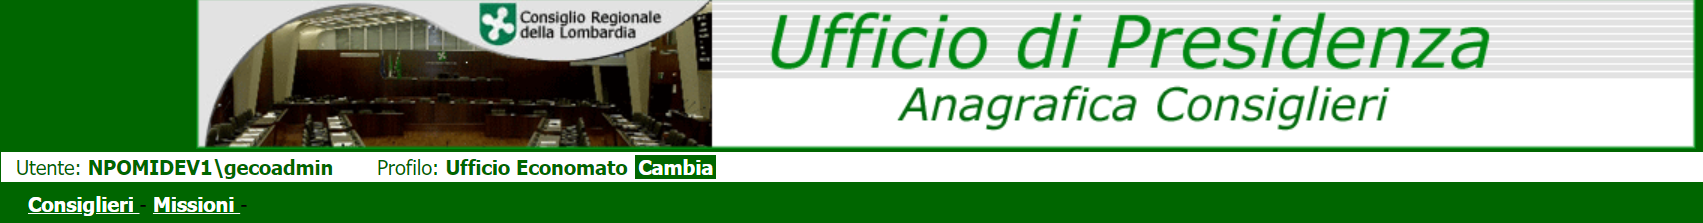 Consiglio Regionale
della Lombardia
Ufficio di Presidenza
Anagrafica Consiglieri
Utente: NPOMIDEV1\gecoadmin Profilo: Ufficio Economato Cambia
Consiglieri - Missioni -